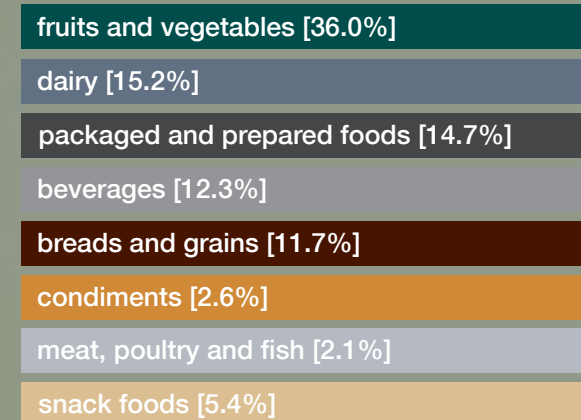 fruits and vegetables [36.0%]
dairy [15.2%]
packaged and prepared foods [14.7%]
beverages [12.3%]
breads and grains [11.7%]
condiments [2.6%]
meat, poultry and fish [2.1%]
snack foods [5.4%]